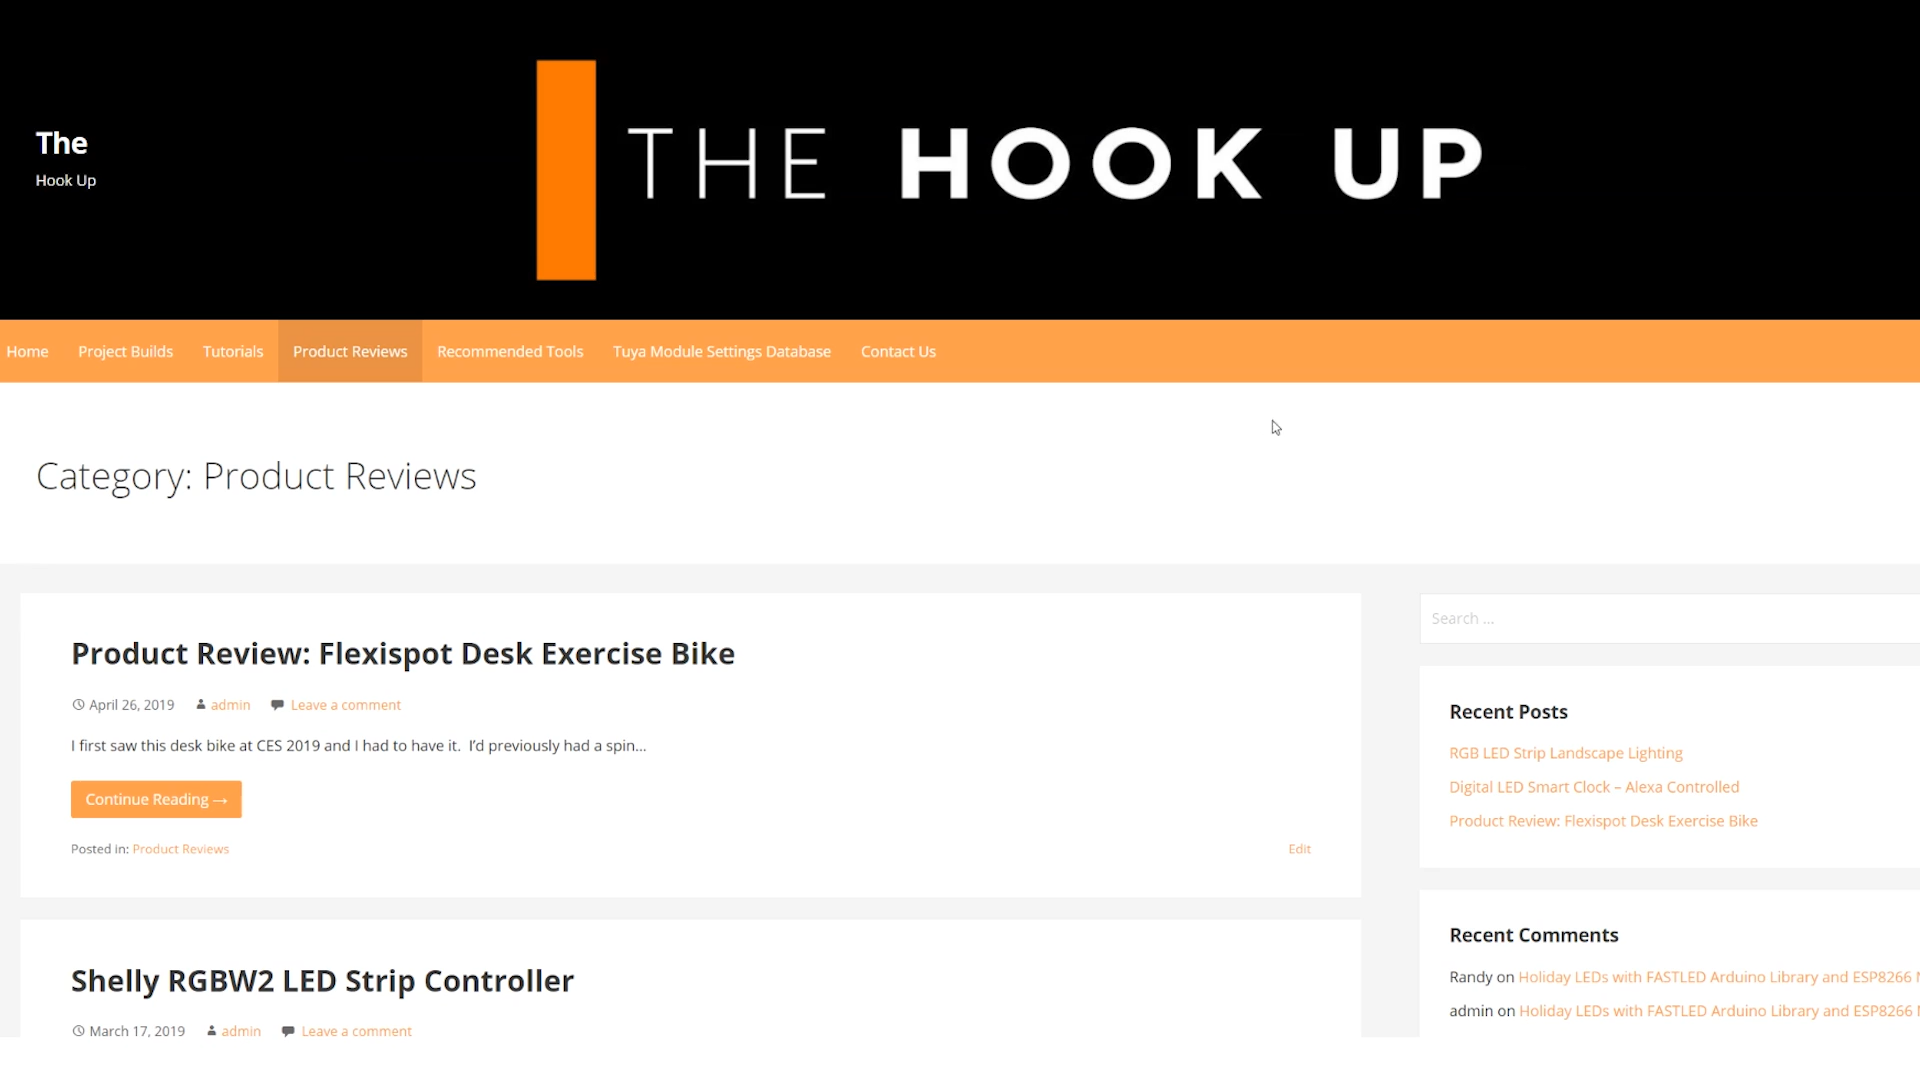 The
Hook Up
THE HOOK UP
Home Project Builds Tutorials Product Reviews Recommended Tools Tuya Module Settings Database Contact Us
Category: Product Reviews
Product Review: Flexispot Desk Exercise Bike
April 26, 2019 admin Leave a comment
I first saw this desk bike at CES 2019 and I had to have it. I'd previously had a spin...
Continue Reading →
Posted in: Product Reviews
Edit
Shelly RGBW2 LED Strip Controller
March 17, 2019 admin Leave a comment
Search ...
Recent Posts
RGB LED Strip Landscape Lighting
Digital LED Smart Clock – Alexa Controlled
Product Review: Flexispot Desk Exercise Bike
Recent Comments
Randy on Holiday LEDs with FASTLED Arduino Library and ESP8266
admin on Holiday LEDs with FASTLED Arduino Library and ESP8266